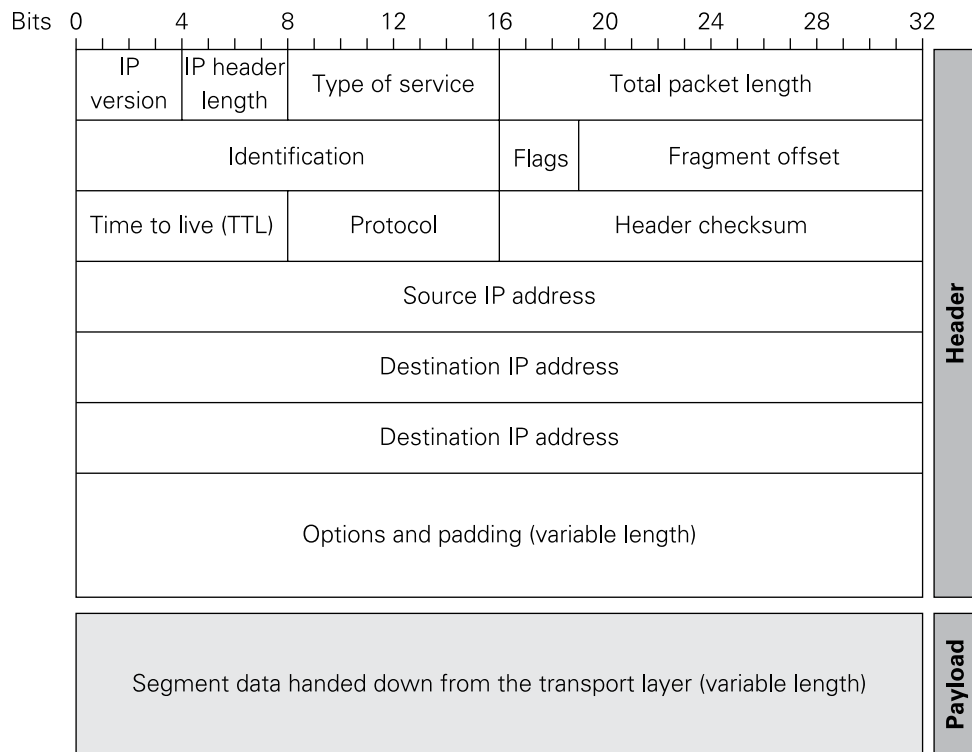 Bits 0 4 8 12 16 20 24 28 32
IP version
IP header length
Type of service
Total packet length
Identification
Flags
Fragment offset
Time to live (TTL)
Protocol
Header checksum
Source IP address
Destination IP address
Destination IP address
Options and padding (variable length)
Header
Segment data handed down from the transport layer (variable length)
Payload